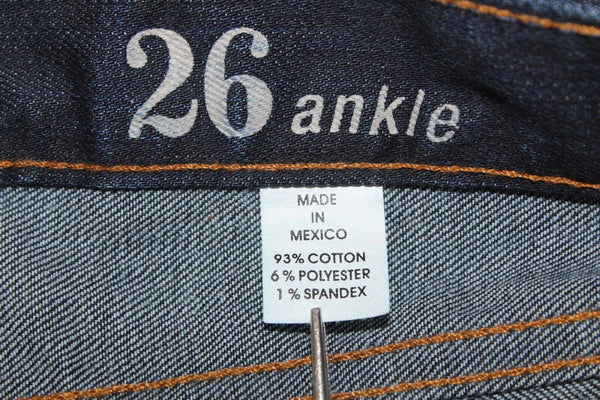 26 ankle
MADE
IN
MEXICO
93% COTTON
6% POLYESTER
1% SPANDEX